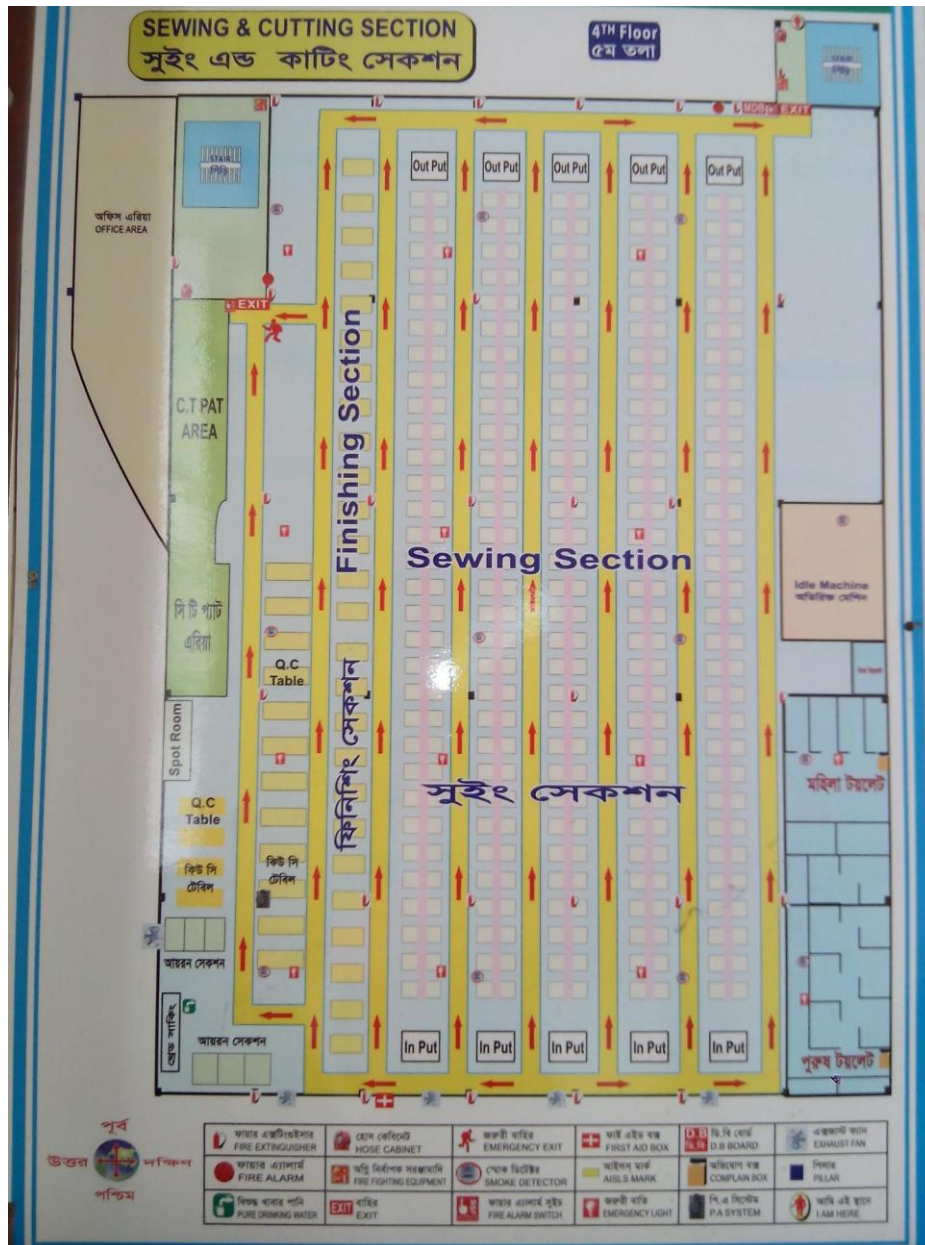 SEWING & CUTTING SECTION
সুইং এন্ড কাটিং সেকশন
4TH Floor
৫ম তলা
STAIR
সিঁড়ি
MDB
EXIT
STAIR
সিঁড়ি
অফিস এরিয়া
OFFICE AREA
Out Put
Out Put
Out Put
Out Put
Out Put
EXIT
C.T PAT
AREA
Finishing Section
Sewing Section
Idle Machine
অতিরিক্ত মেশিন
সি টি প্যাট
এরিয়া
Q.C
Table
ফিনিশিং সেকশন
Spot Room
সুইং সেকশন
মহিলা টয়লেট
Q.C
Table
কিউ সি
টেবিল
কিউ সি
টেবিল
আয়রন সেকশন
থ্রেড সাকিং
আয়রন সেকশন
In Put
In Put
In Put
In Put
In Put
পুরুষ টয়লেট
পূর্ব
উত্তর
দক্ষিণ
পশ্চিম
ফায়ার এক্সটিংগুইসার
FIRE EXTINGUISHER
হোস কেবিনেট
HOSE CABINET
জরুরী বাহির
EMERGENCY EXIT
ফার্ষ্ট এইড বক্স
FIRST AID BOX
D.B
ডি.বি
ডি.বি বোর্ড
D.B BOARD
এক্সজাস্ট ফ্যান
EXHAUST FAN
ফায়ার এ্যালার্ম
FIRE ALARM
অগ্নি নির্বাপক সরঞ্জামাদি
FIRE FIGHTING EQUIPMENT
স্মোক ডিটেক্টর
SMOKE DETECTOR
আইলস্ মার্ক
AISLS MARK
অভিযোগ বক্স
COMPLAIN BOX
পিলার
PILLAR
বিশুদ্ধ খাবার পানি
PURE DRINKING WATER
EXIT
বাহির
EXIT
ফায়ার এ্যালার্ম সুইচ
FIRE ALARM SWITCH
জরুরী বাতি
EMERGENCY LIGHT
পি.এ সিস্টেম
P.A SYSTEM
আমি এই স্থানে
I AM HERE